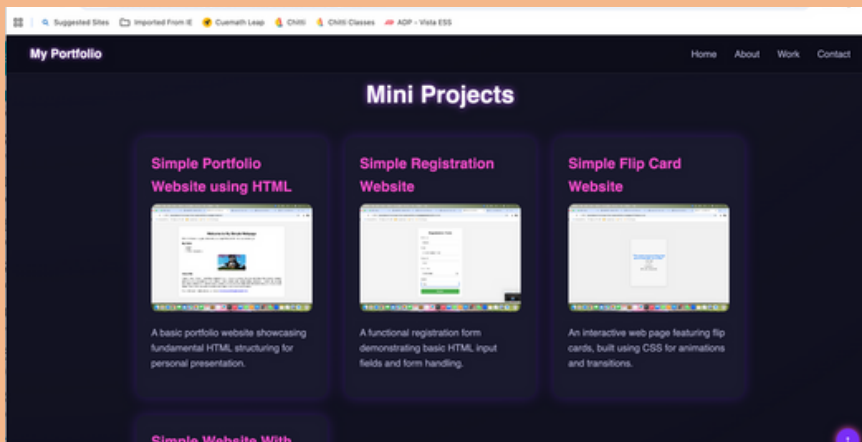 Suggested Sites Imported From IE Cuemath Leap Chitti Chitti Classes ADP - Vista ESS
My Portfolio Home About Work Contact
Mini Projects
Simple Portfolio
Website using HTML
Simple Registration
Website
Simple Flip Card
Website
A basic portfolio website showcasing
fundamental HTML structuring for
personal presentation.
A functional registration form
demonstrating basic HTML input
fields and form handling.
An interactive web page featuring flip
cards, built using CSS for animations
and transitions.
Simple Website With